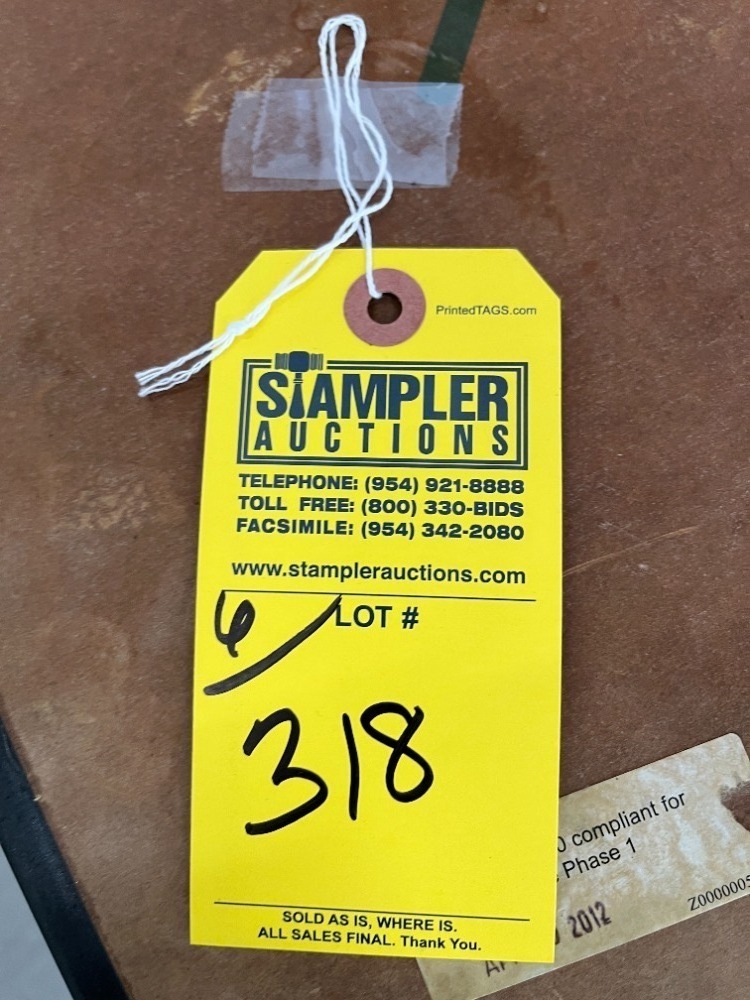 PrintedTAGS.com
STAMPLER
AUCTIONS
TELEPHONE: (954) 921-8888
TOLL FREE: (800) 330-BIDS
FACSIMILE: (954) 342-2080
www.stamplerauctions.com
6/
LOT #
318
SOLD AS IS, WHERE IS.
ALL SALES FINAL. Thank You.
compliant for
Phase 1
2012